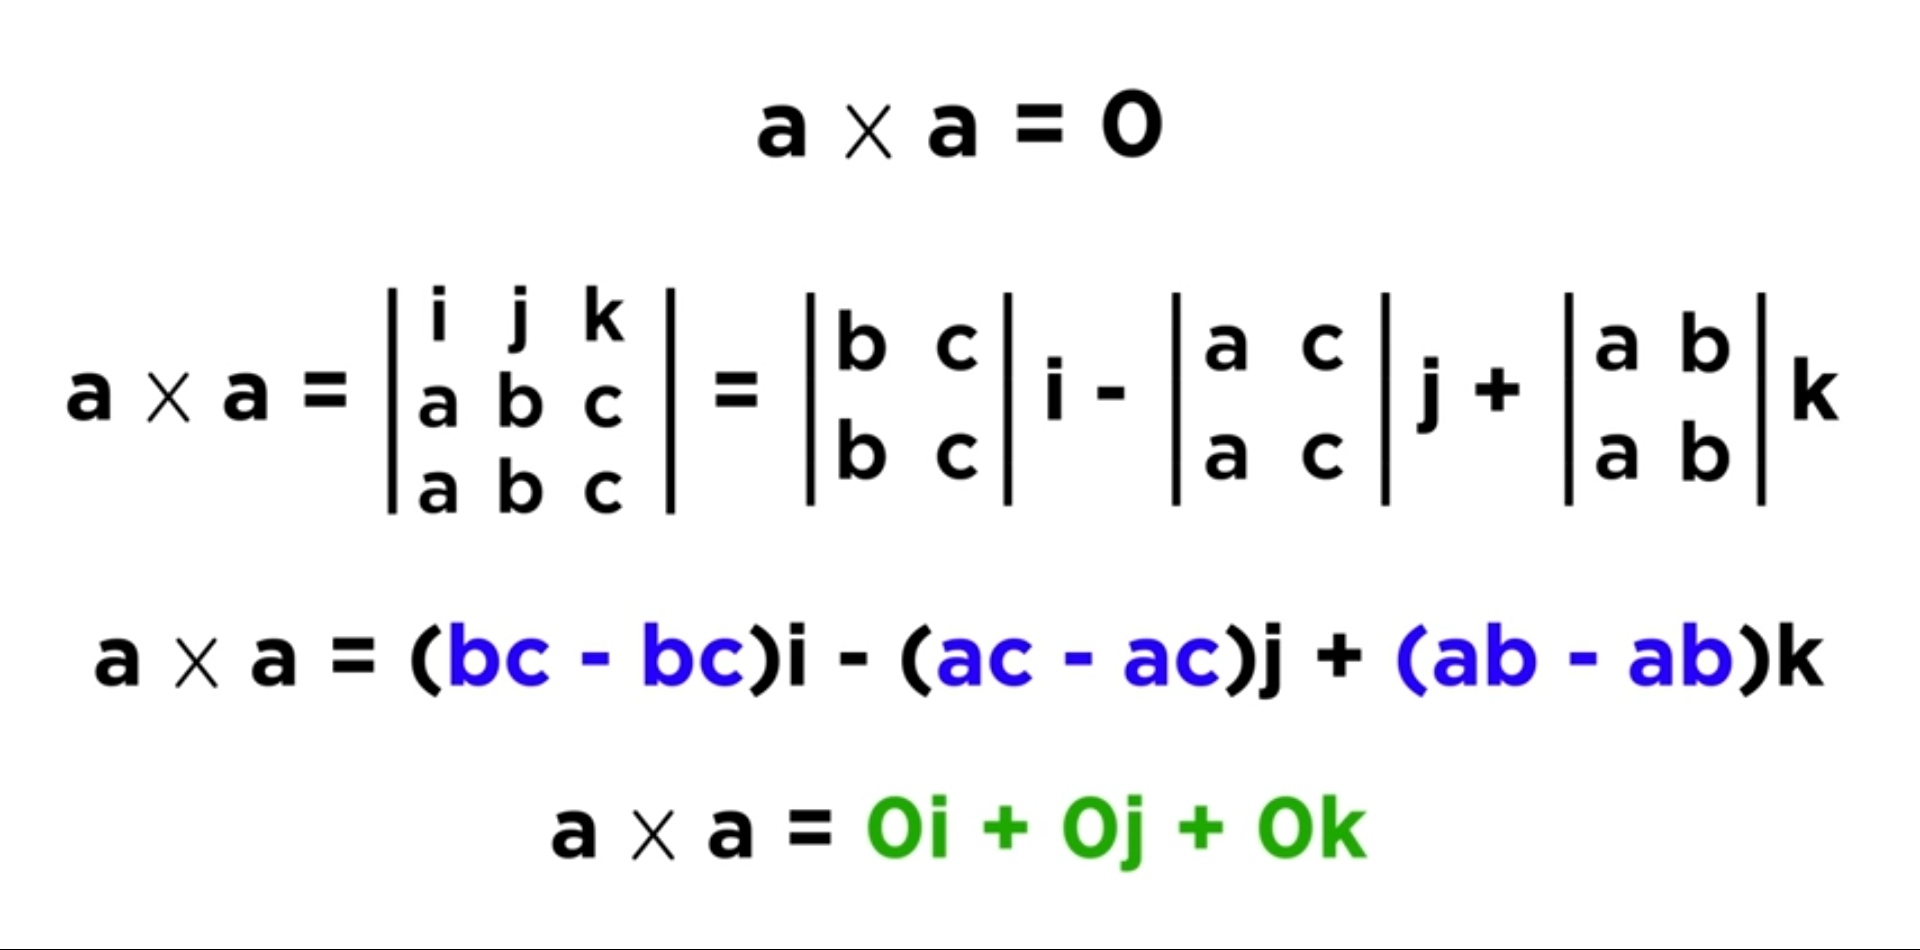 a × a = 0
a × a = | i j k | = | b c | i - | a c | j + | a b | k
| a b c | | b c | | a c | | a b |
| a b c |
a × a = (bc - bc)i - (ac - ac)j + (ab - ab)k
a × a = 0i + 0j + 0k